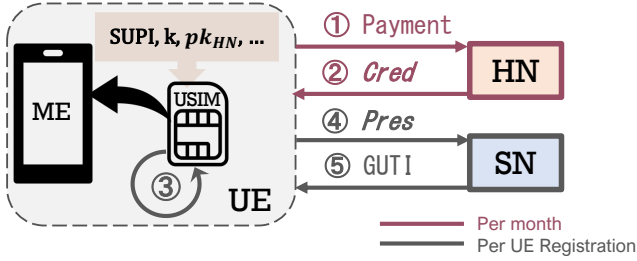 SUPI, k, pk_HN, ...
① Payment
② Cred
HN
ME
USIM
③
UE
④ Pres
⑤ GUTI
SN
Per month
Per UE Registration